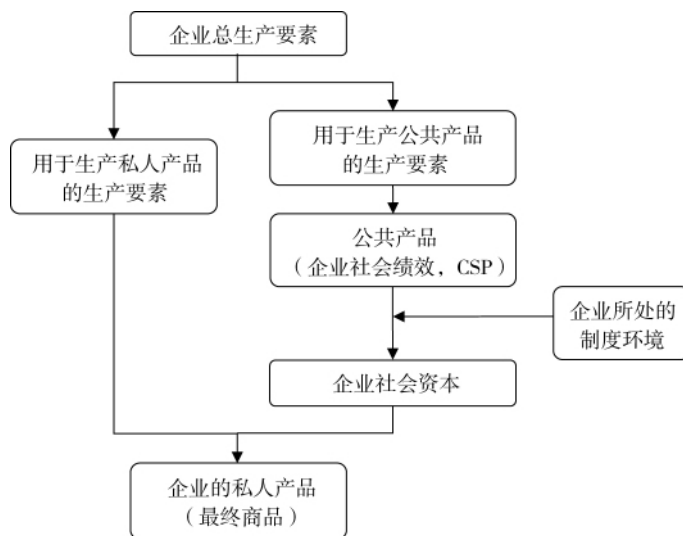 企业总生产要素
用于生产私人产品
的生产要素
用于生产公共产品
的生产要素
公共产品
（企业社会绩效，CSP）
企业所处的
制度环境
企业社会资本
企业的私人产品
（最终商品）